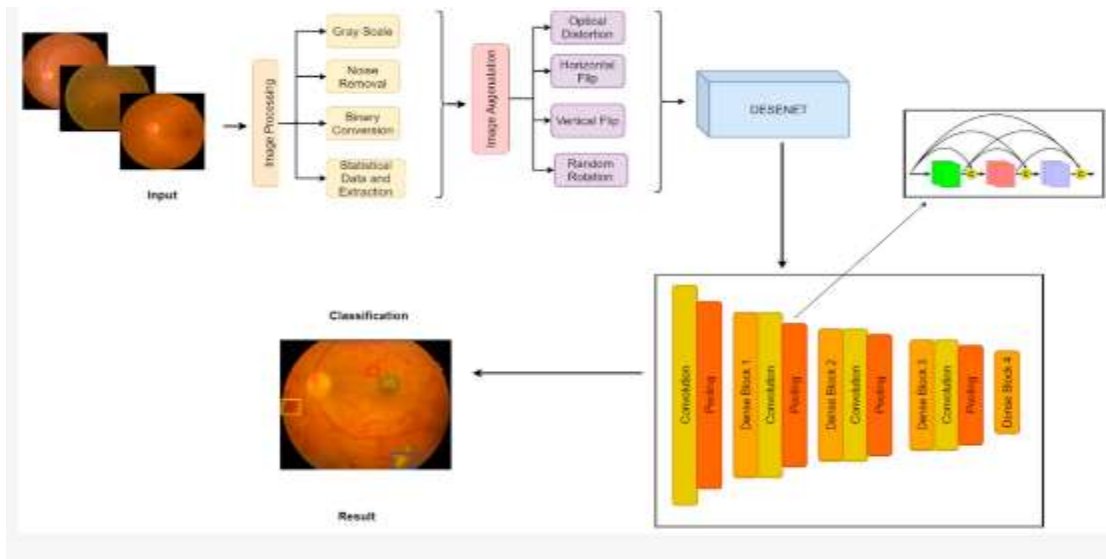 Input
Image Processing
Gray Scale
Noise
Removal
Binary
Conversion
Statistical
Data and
Extraction
Image Augmatation
Optical
Distortion
Horizontal
Flip
Vertical Flip
Random
Rotation
DESENET
Convolution
Pooling
Dense Block 1
Convolution
Pooling
Dense Block 2
Convolution
Pooling
Dense Block 3
Convolution
Pooling
Dense Block 4
Classification
Result